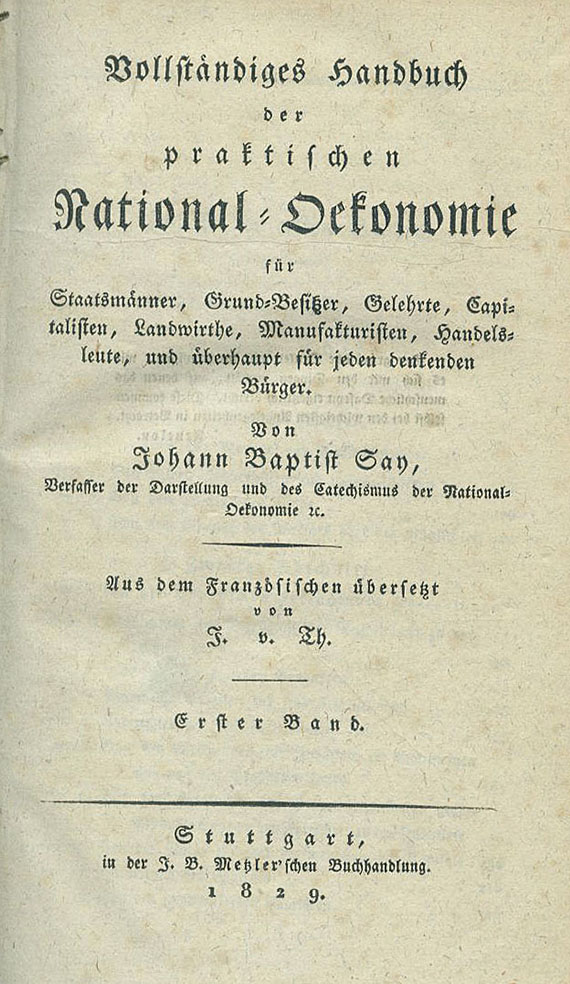 Vollständiges Handbuch
der
praktischen
National-Oekonomie
für
Staatsmänner, Grund-Besitzer, Gelehrte, Capi-
talisten, Landwirthe, Manufakturisten, Handels-
leute, und überhaupt für jeden denkenden
Bürger.
Von
Johann Baptist Say,
Verfasser der Darstellung und des Catechismus der National-
Oekonomie ꝛc.
Aus dem Französischen übersetzt
von
J. v. Th.
Erster Band.
Stuttgart,
in der J. B. Metzler'schen Buchhandlung.
1829.